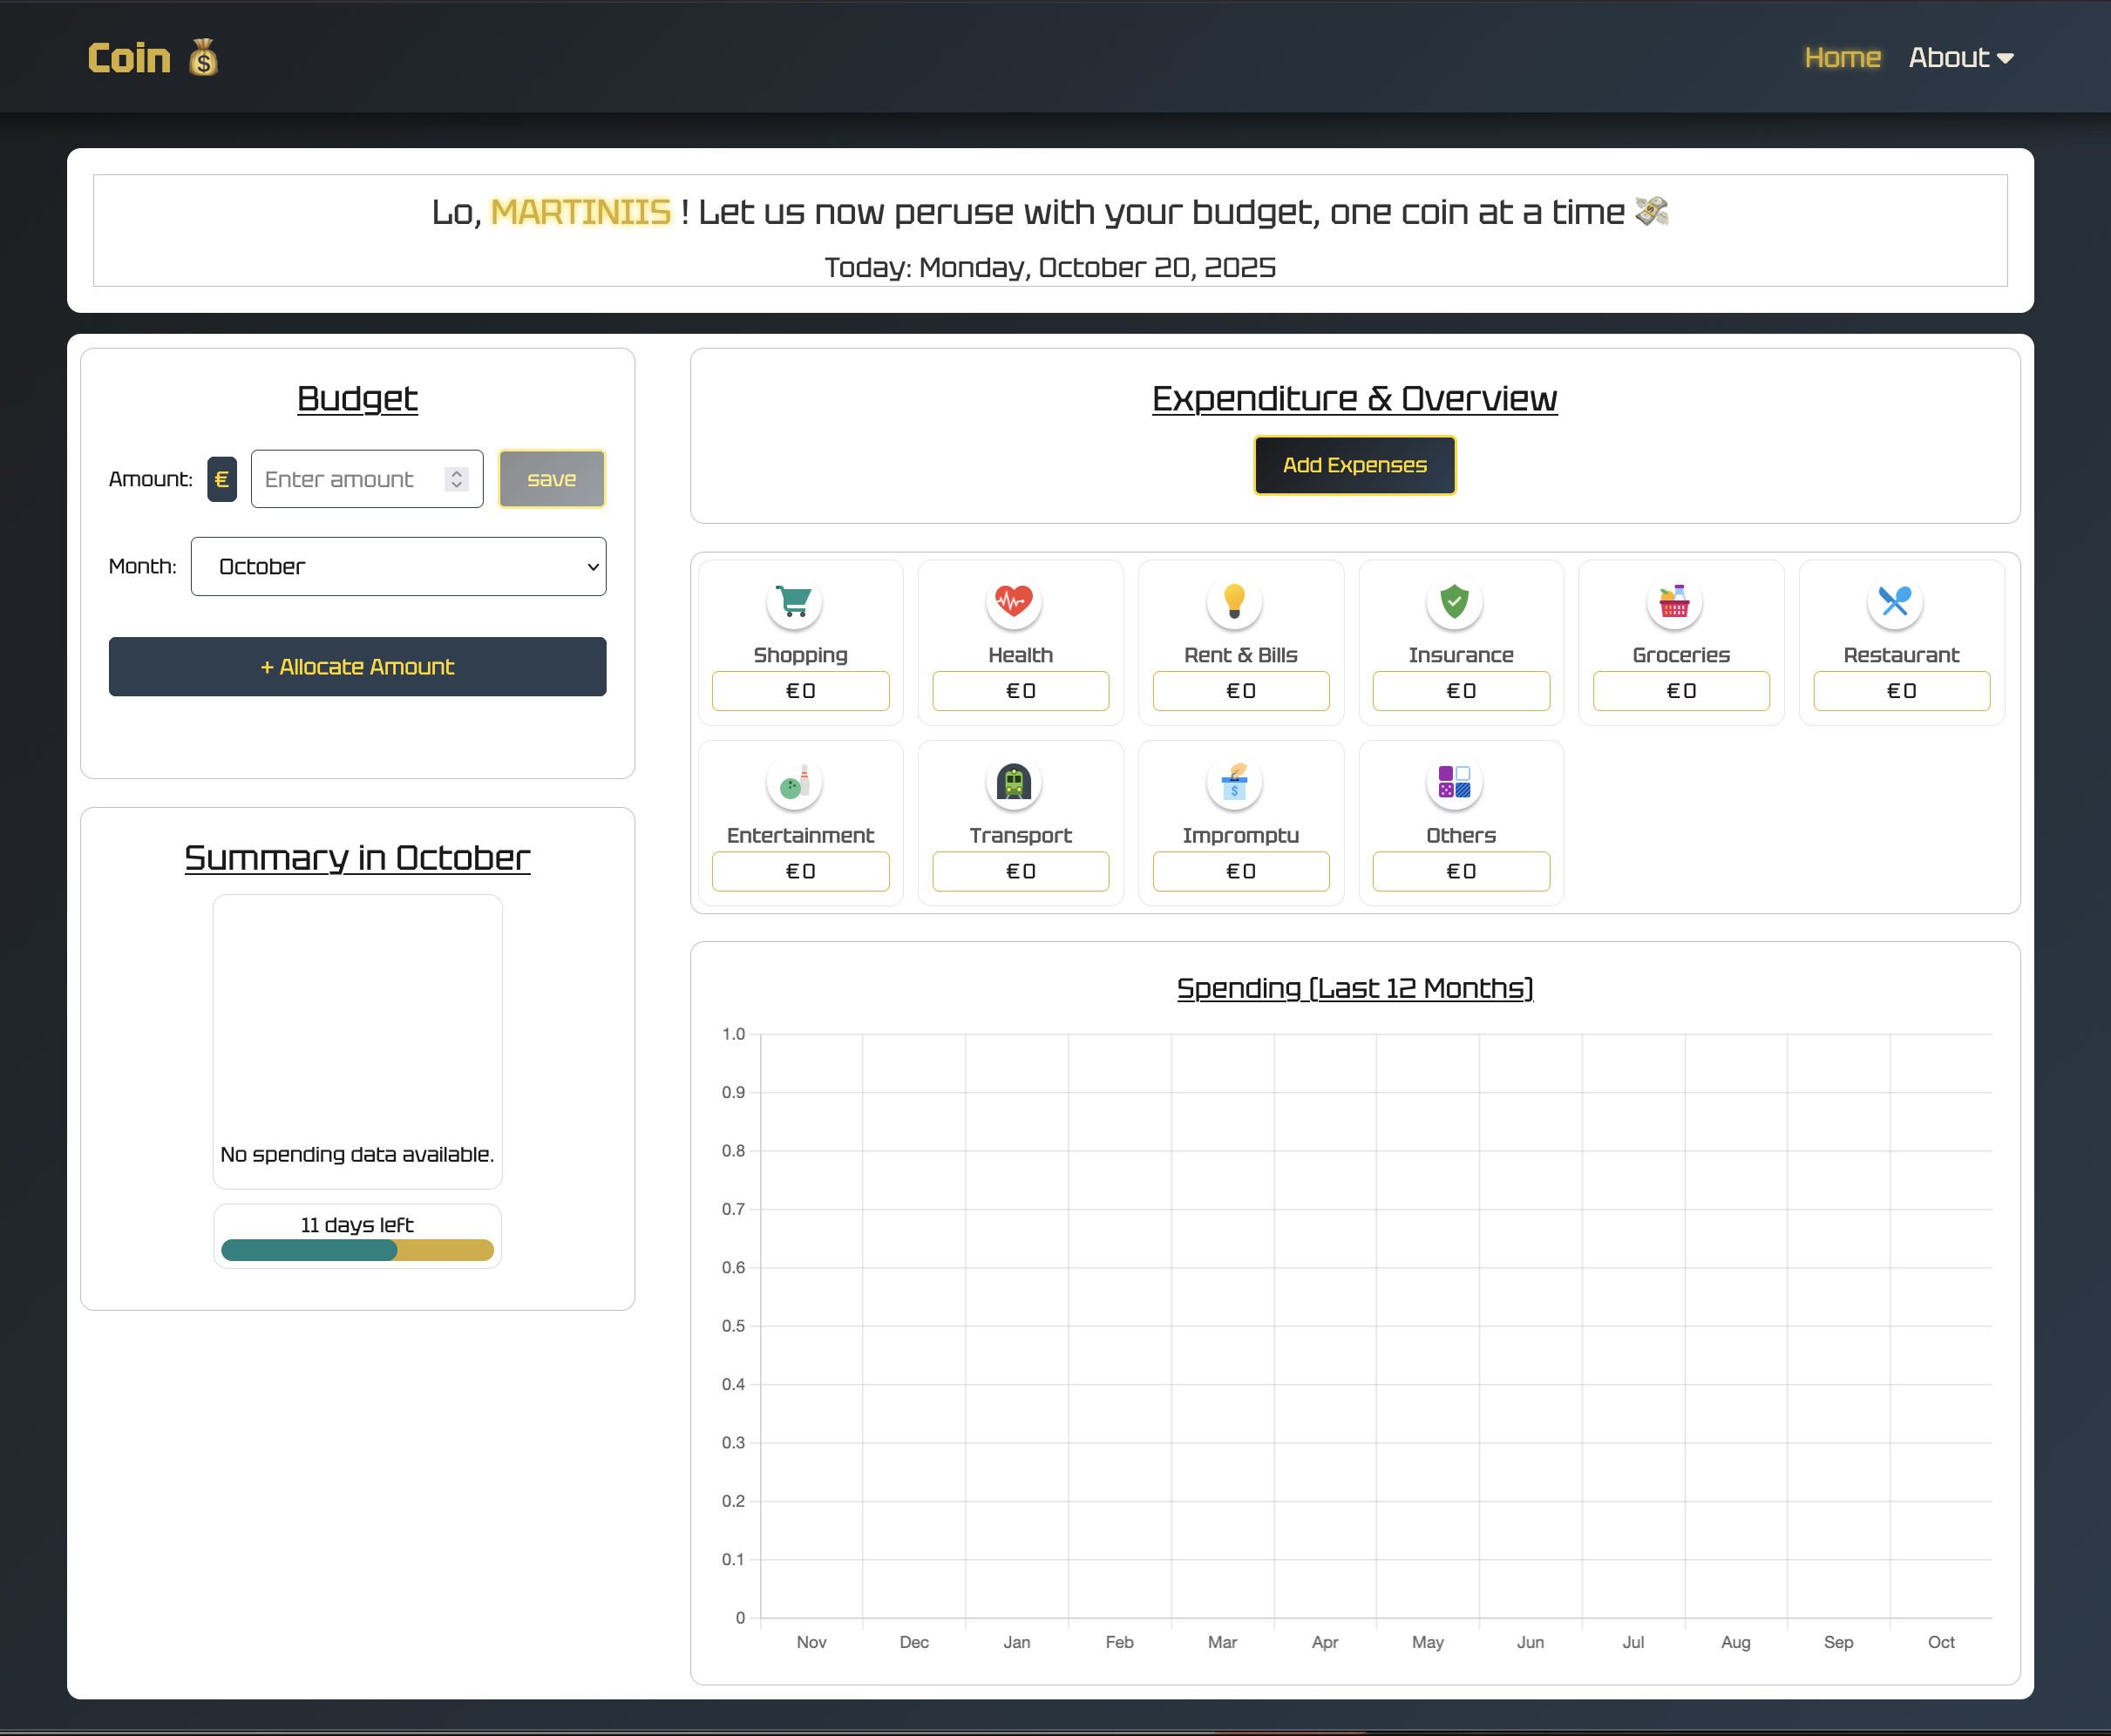 Coin
Home About
Lo, MARTINIIS ! Let us now peruse with your budget, one coin at a time
Today: Monday, October 20, 2025
Budget
Amount: € Enter amount save
Month: October
+ Allocate Amount
Summary in October
No spending data available.
11 days left
Expenditure & Overview
Add Expenses
Shopping Health Rent & Bills Insurance Groceries Restaurant
€0 €0 €0 €0 €0 €0
Entertainment Transport Impromptu Others
€0 €0 €0 €0
Spending (Last 12 Months)
1.0
0.9
0.8
0.7
0.6
0.5
0.4
0.3
0.2
0.1
0
Nov Dec Jan Feb Mar Apr May Jun Jul Aug Sep Oct